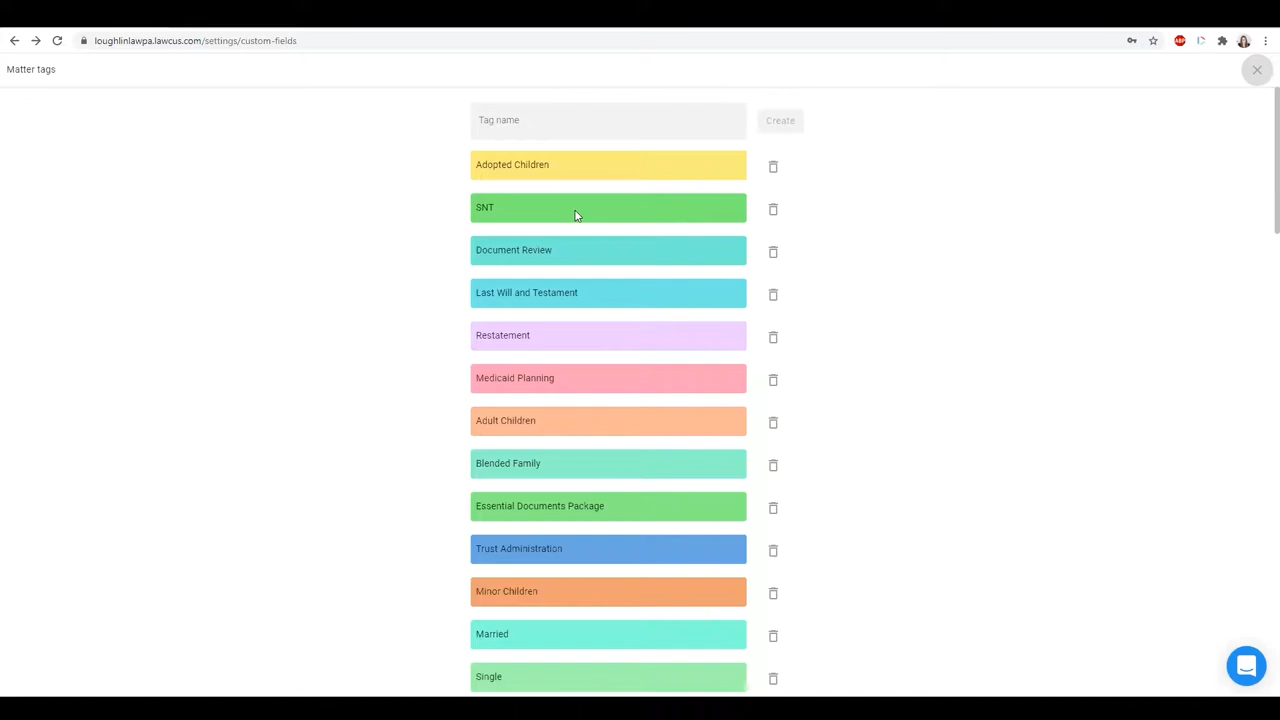 loughlinlawpa.lawcus.com/settings/custom-fields
ABP
Matter tags
Tag name
Create
Adopted Children
SNT
Document Review
Last Will and Testament
Restatement
Medicaid Planning
Adult Children
Blended Family
Essential Documents Package
Trust Administration
Minor Children
Married
Single